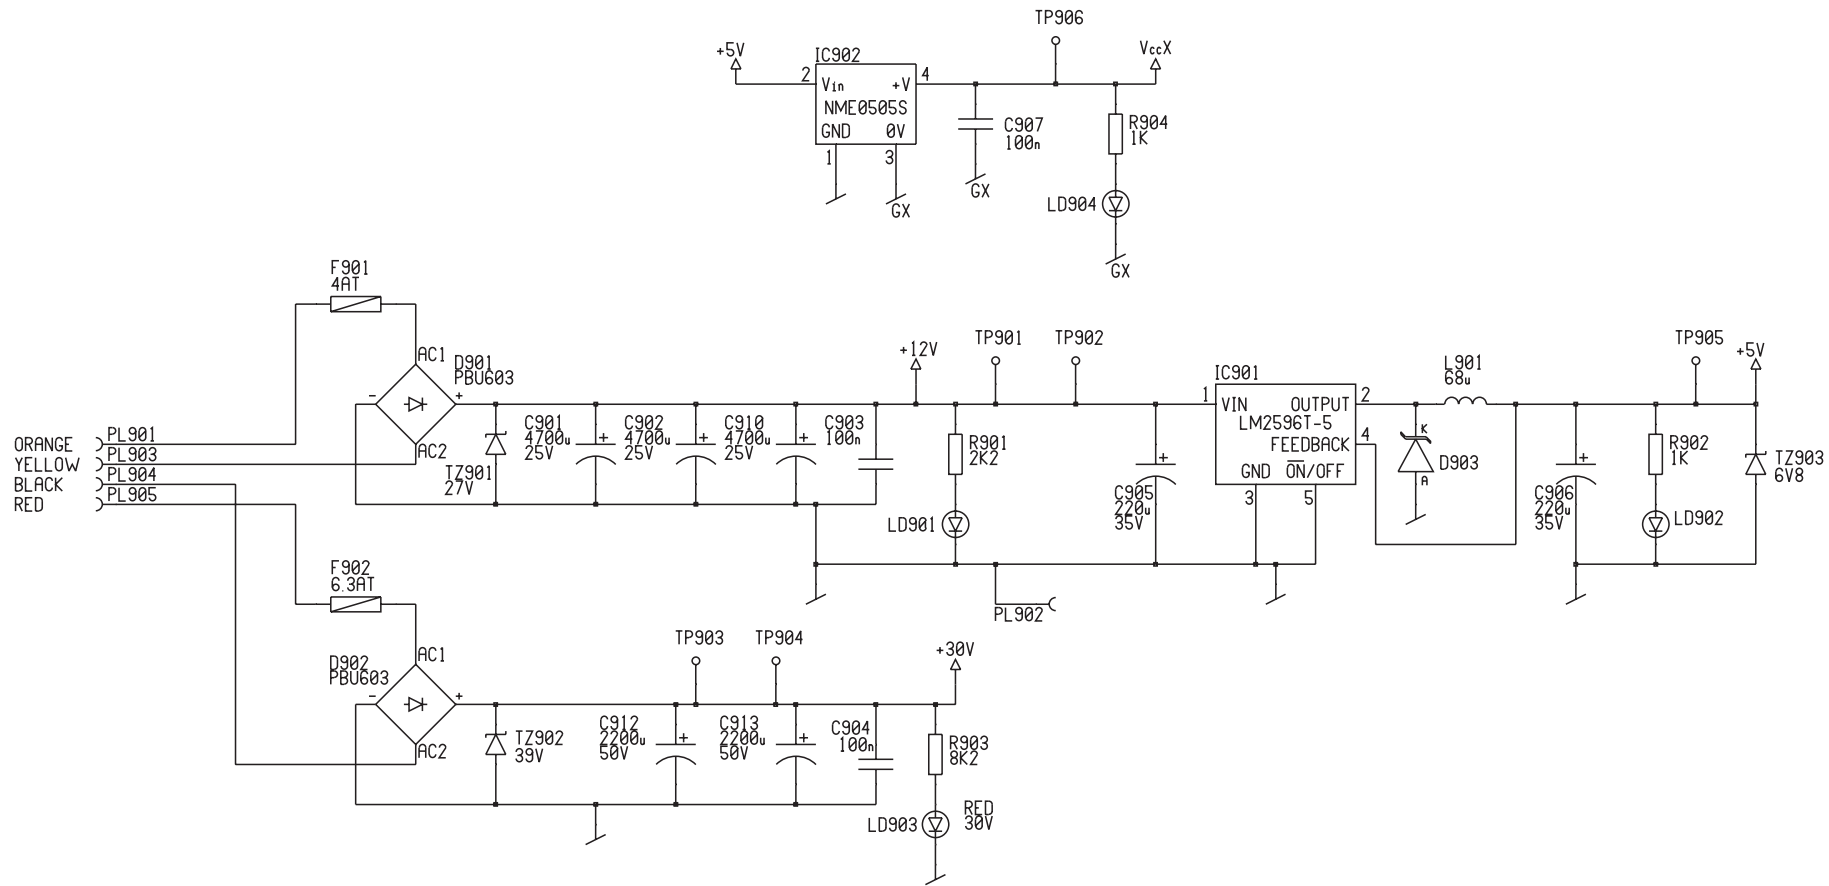 TP906
+5V
IC902
VccX
2
Vin
+V
4
NME0505S
GND
0V
1
3
GX
C907
100n
GX
R904
1K
LD904
GX
F901
4AT
AC1
D901
PBU603
-
+
AC2
ORANGE
PL901
YELLOW
PL903
BLACK
PL904
RED
PL905
TZ901
27V
C901
4700u
25V
+
C902
4700u
25V
+
C910
4700u
25V
+
C903
100n
+12V
TP901
TP902
R901
2K2
LD901
PL902
+
C905
220u
35V
IC901
1
VIN
OUTPUT
2
LM2596T-5
FEEDBACK
4
GND
ON/OFF
3
5
K
D903
A
L901
68u
TP905
+5V
+
C906
220u
35V
R902
1K
LD902
TZ903
6V8
F902
6.3AT
AC1
D902
PBU603
-
+
AC2
TZ902
39V
TP903
TP904
+30V
C912
2200u
50V
+
C913
2200u
50V
+
C904
100n
R903
8K2
LD903
RED
30V